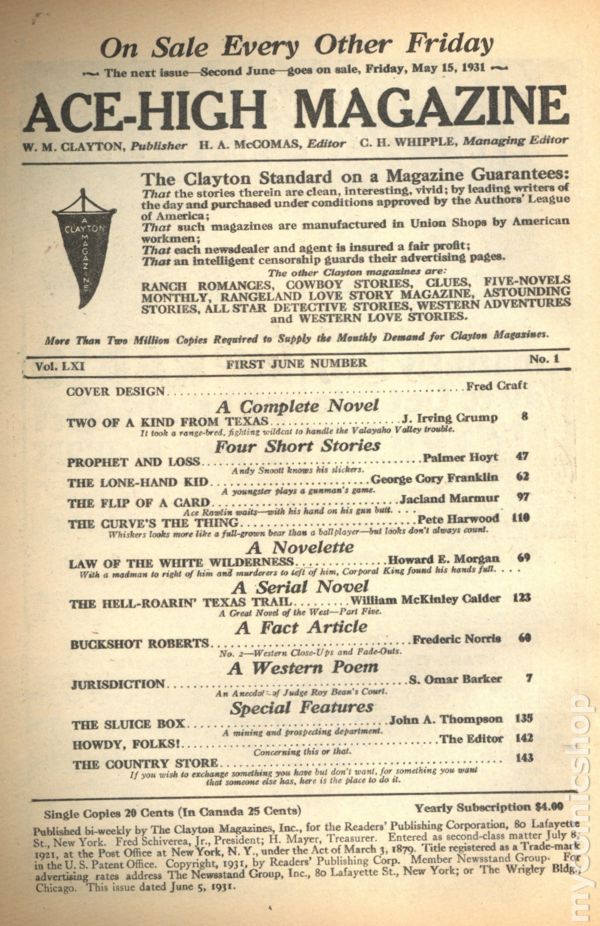 On Sale Every Other Friday
The next issue—Second June—goes on sale, Friday, May 15, 1931
ACE-HIGH MAGAZINE
W. M. CLAYTON, Publisher H. A. McCOMAS, Editor C. H. WHIPPLE, Managing Editor
A CLAYTON MAGAZINE
The Clayton Standard on a Magazine Guarantees:
That the stories therein are clean, interesting, vivid; by leading writers of
the day and purchased under conditions approved by the Authors' League
of America;
That such magazines are manufactured in Union Shops by American
workmen;
That each newsdealer and agent is insured a fair profit;
That an intelligent censorship guards their advertising pages.
The other Clayton magazines are:
RANCH ROMANCES, COWBOY STORIES, CLUES, FIVE-NOVELS
MONTHLY, RANGELAND LOVE STORY MAGAZINE, ASTOUNDING
STORIES, ALL STAR DETECTIVE STORIES, WESTERN ADVENTURES
and WESTERN LOVE STORIES.
More Than Two Million Copies Required to Supply the Monthly Demand for Clayton Magazines.
Vol. LXI FIRST JUNE NUMBER No. 1
COVER DESIGN Fred Craft
A Complete Novel
TWO OF A KIND FROM TEXAS J. Irving Crump 8
It took a range-bred, fighting wildcat to handle the Valayaho Valley trouble.
Four Short Stories
PROPHET AND LOSS Palmer Hoyt 47
Andy Snoott knows his slickers.
THE LONE-HAND KID George Cory Franklin 62
A youngster plays a gunman's game.
THE FLIP OF A CARD Jacland Marmur 97
Ace Rawlin waits—with his hand on his gun butt. . . .
THE CURVE'S THE THING Pete Harwood 110
Whiskers looks more like a full-grown bear than a ballplayer—but looks don't always count.
A Novelette
LAW OF THE WHITE WILDERNESS Howard E. Morgan 69
With a madman to right of him and murderers to left of him, Corporal King found his hands full. . . .
A Serial Novel
THE HELL-ROARIN' TEXAS TRAIL William McKinley Calder 123
A Great Novel of the West—Part Five.
A Fact Article
BUCKSHOT ROBERTS Frederic Norris 60
No. 2—Western Close-Ups and Fade-Outs.
A Western Poem
JURISDICTION S. Omar Barker 7
An Anecdote of Judge Roy Bean's Court.
Special Features
THE SLUICE BOX John A. Thompson 135
A mining and prospecting department.
HOWDY, FOLKS! The Editor 142
Concerning this or that.
THE COUNTRY STORE 143
If you wish to exchange something you have but don't want, for something you want
that someone else has, here is the place to do it.
Single Copies 20 Cents (In Canada 25 Cents) Yearly Subscription $4.00
Published bi-weekly by The Clayton Magazines, Inc., for the Readers' Publishing Corporation, 80 Lafayette
St., New York. Fred Schiverea, Jr., President; H. Mayer, Treasurer. Entered as second-class matter July 8,
1921, at the Post Office at New York, N. Y., under the Act of March 3, 1879. Title registered as a Trade-mark
in the U. S. Patent Office. Copyright, 1931, by Readers' Publishing Corp. Member Newsstand Group. For
advertising rates address The Newsstand Group, Inc., 80 Lafayette St., New York; or The Wrigley Bldg.,
Chicago. This issue dated June 5, 1931.
mycomicshop